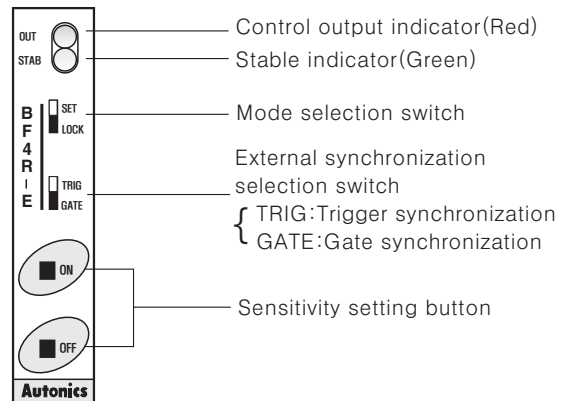 OUT
STAB
BF4R-E
SET
LOCK
TRIG
GATE
ON
OFF
Autonics
Control output indicator(Red)
Stable indicator(Green)
Mode selection switch
External synchronization
selection switch
{ TRIG:Trigger synchronization
GATE:Gate synchronization
Sensitivity setting button